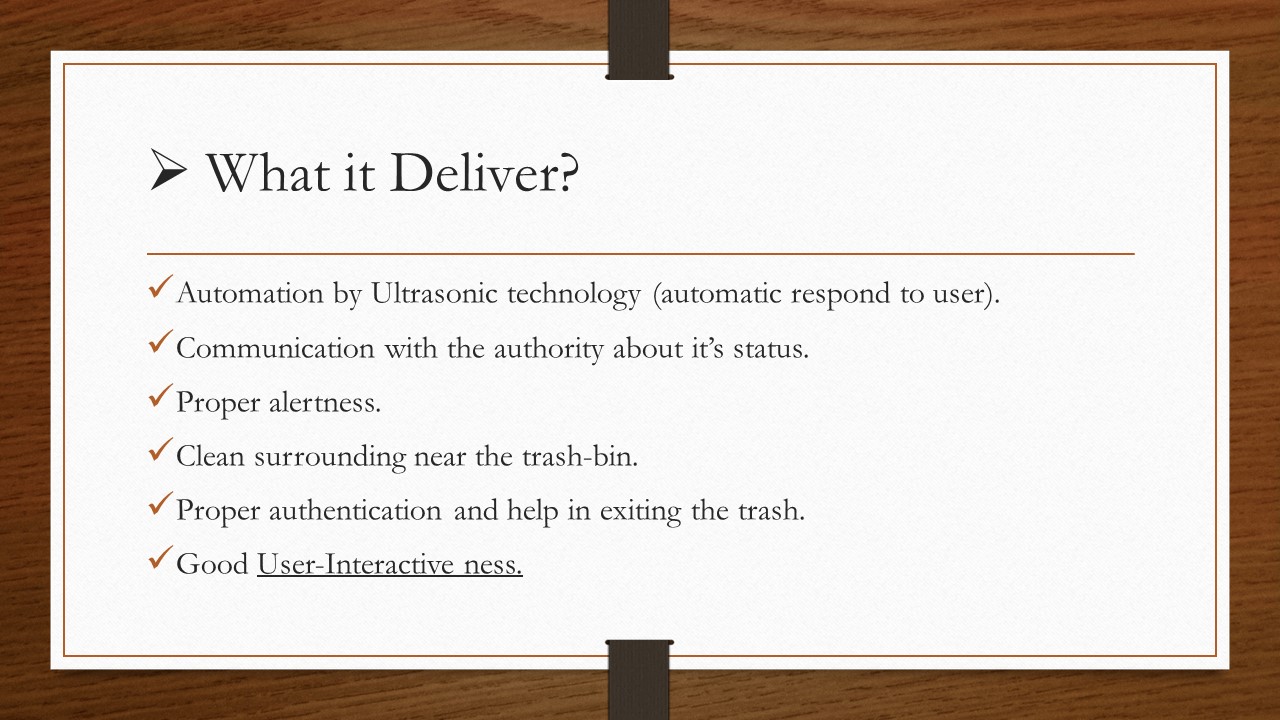 ➢ What it Deliver?
✓Automation by Ultrasonic technology (automatic respond to user).
✓Communication with the authority about it’s status.
✓Proper alertness.
✓Clean surrounding near the trash-bin.
✓Proper authentication and help in exiting the trash.
✓Good User-Interactive ness.